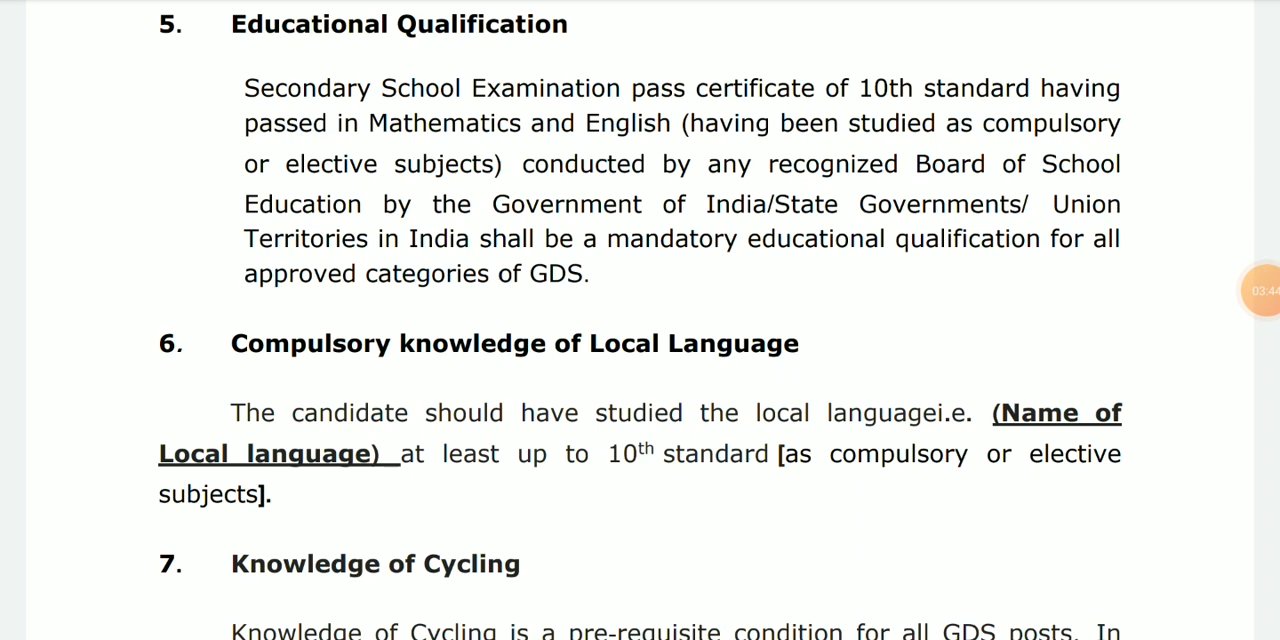 5. Educational Qualification
Secondary School Examination pass certificate of 10th standard having
passed in Mathematics and English (having been studied as compulsory
or elective subjects) conducted by any recognized Board of School
Education by the Government of India/State Governments/ Union
Territories in India shall be a mandatory educational qualification for all
approved categories of GDS.
03:44
6. Compulsory knowledge of Local Language
The candidate should have studied the local languagei.e. (Name of
Local language) at least up to 10th standard [as compulsory or elective
subjects].
7. Knowledge of Cycling
Knowledge of Cycling is a pre-requisite condition for all GDS posts. In